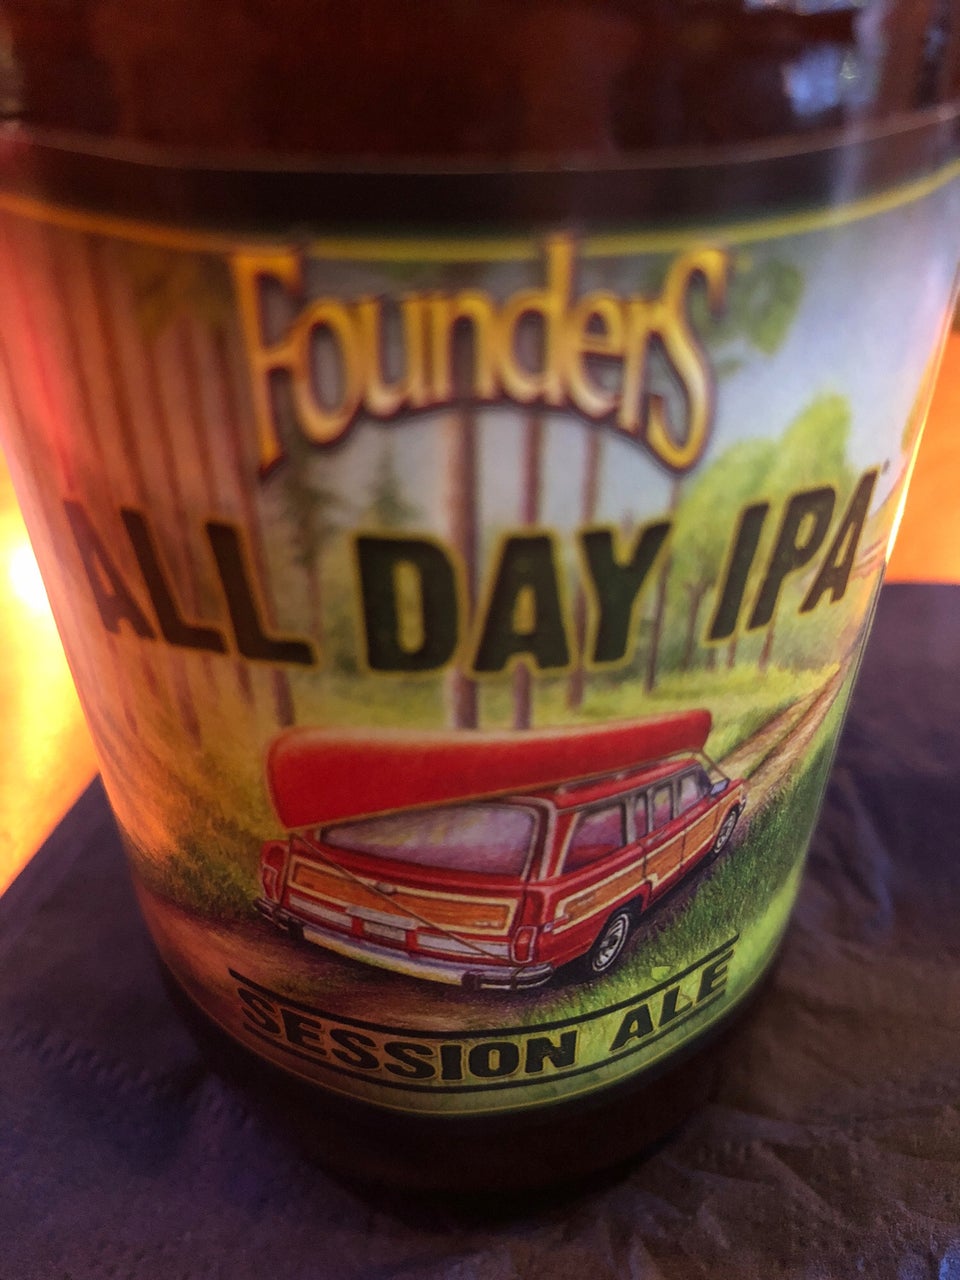 FounderS
ALL DAY IPA
SESSION ALE